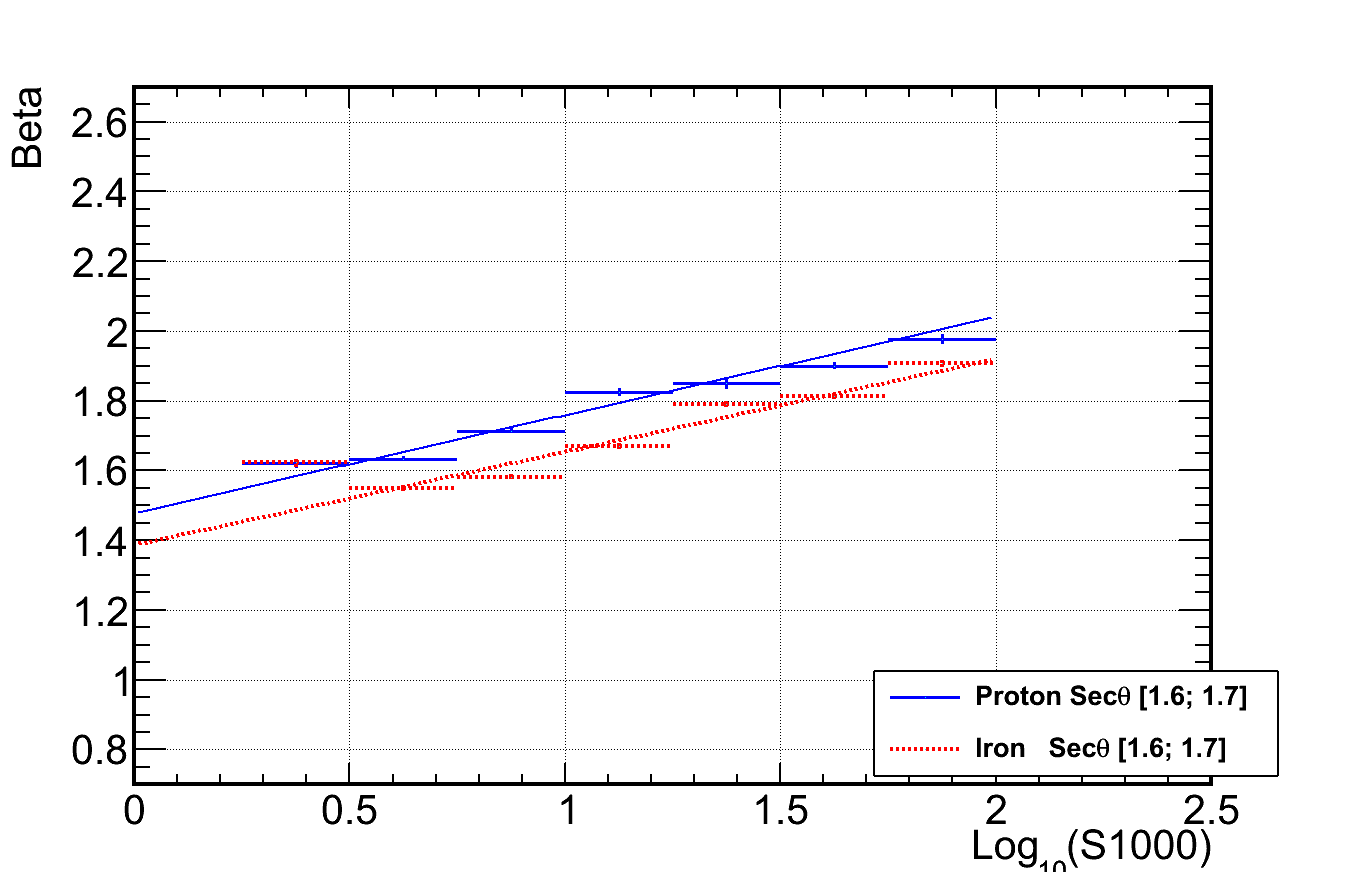 Beta
2.6
2.4
2.2
2
1.8
1.6
1.4
1.2
1
0.8
Proton Secθ [1.6; 1.7]
Iron Secθ [1.6; 1.7]
0 0.5 1 1.5 2 2.5
Log10(S1000)